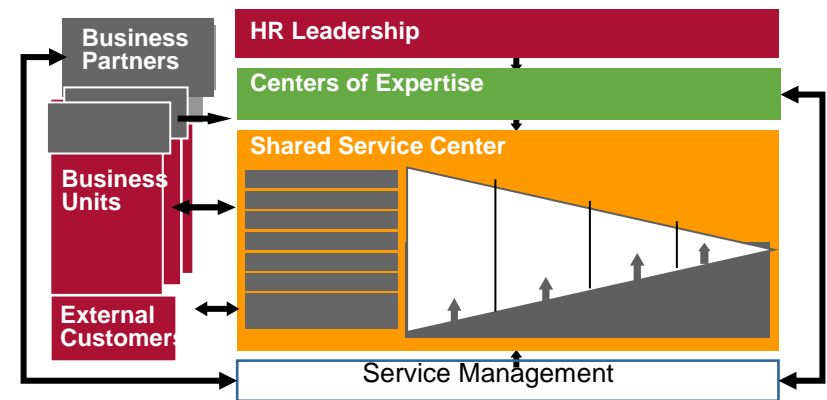 Business
Partners
HR Leadership
Centers of Expertise
Shared Service Center
Business
Units
External
Customers
Service Management